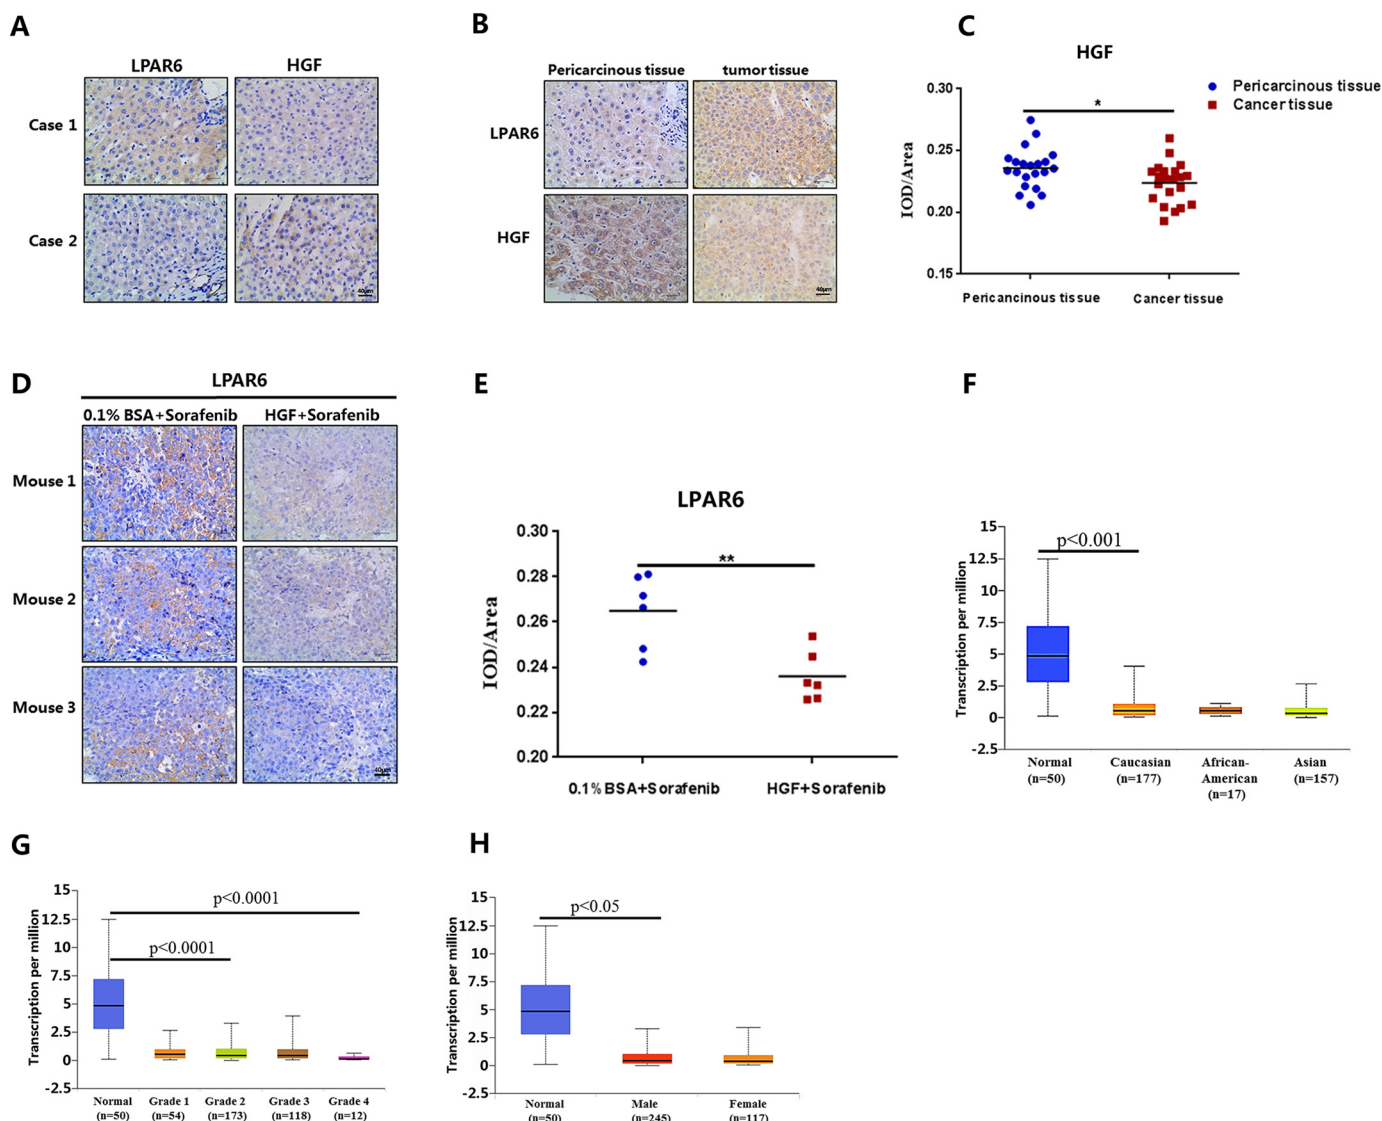 A
LPAR6 HGF
Case 1
Case 2
40μm
B
Pericarcinous tissue tumor tissue
LPAR6
HGF
40μm
C
HGF
Pericancinous tissue
Cancer tissue
*
0.30
0.25
0.20
0.15
IOD/Area
Pericancinous tissue Cancer tissue
D
LPAR6
0.1% BSA+Sorafenib HGF+Sorafenib
Mouse 1
Mouse 2
Mouse 3
40μm
E
LPAR6
**
0.30
0.28
0.26
0.24
0.22
0.20
IOD/Area
0.1% BSA+Sorafenib HGF+Sorafenib
F
p<0.001
15
12.5
10
7.5
5
2.5
0
-2.5
Transcription per million
Normal Caucasian African- Asian
(n=50) (n=177) American (n=157)
(n=17)
G
p<0.0001
p<0.0001
15
12.5
10
7.5
5
2.5
0
-2.5
Transcription per million
Normal Grade 1 Grade 2 Grade 3 Grade 4
(n=50) (n=54) (n=173) (n=118) (n=12)
H
p<0.05
15
12.5
10
7.5
5
2.5
0
-2.5
Transcription per million
Normal Male Female
(n=50) (n=245) (n=117)